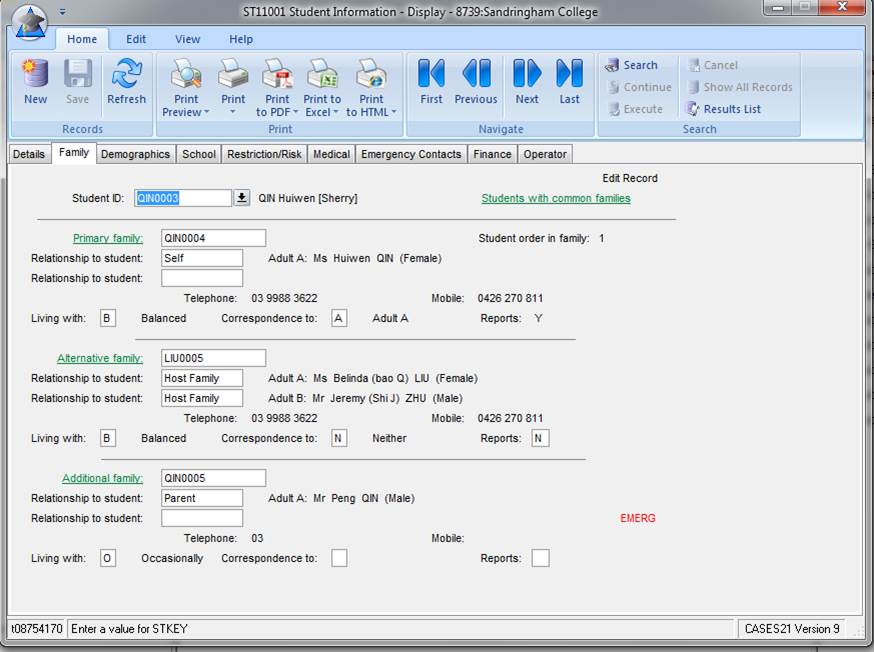 ST11001 Student Information - Display - 8739:Sandringham College
Home Edit View Help
New Save Refresh Print Preview Print Print to PDF Print to Excel Print to HTML First Previous Next Last Search Continue Execute Cancel Show All Records Results List
Records Print Navigate Search
Details Family Demographics School Restriction/Risk Medical Emergency Contacts Finance Operator
Edit Record
Student ID: QIN0003 QIN Huiwen [Sherry] Students with common families
Primary family: QIN0004 Student order in family: 1
Relationship to student: Self Adult A: Ms Huiwen QIN (Female)
Relationship to student:
Telephone: 03 9988 3622 Mobile: 0426 270 811
Living with: B Balanced Correspondence to: A Adult A Reports: Y
Alternative family: LIU0005
Relationship to student: Host Family Adult A: Ms Belinda (bao Q) LIU (Female)
Relationship to student: Host Family Adult B: Mr Jeremy (Shi J) ZHU (Male)
Telephone: 03 9988 3622 Mobile: 0426 270 811
Living with: B Balanced Correspondence to: N Neither Reports: N
Additional family: QIN0005
Relationship to student: Parent Adult A: Mr Peng QIN (Male)
Relationship to student: EMERG
Telephone: 03 Mobile:
Living with: O Occasionally Correspondence to: Reports:
t08754170 Enter a value for STKEY CASES21 Version 9